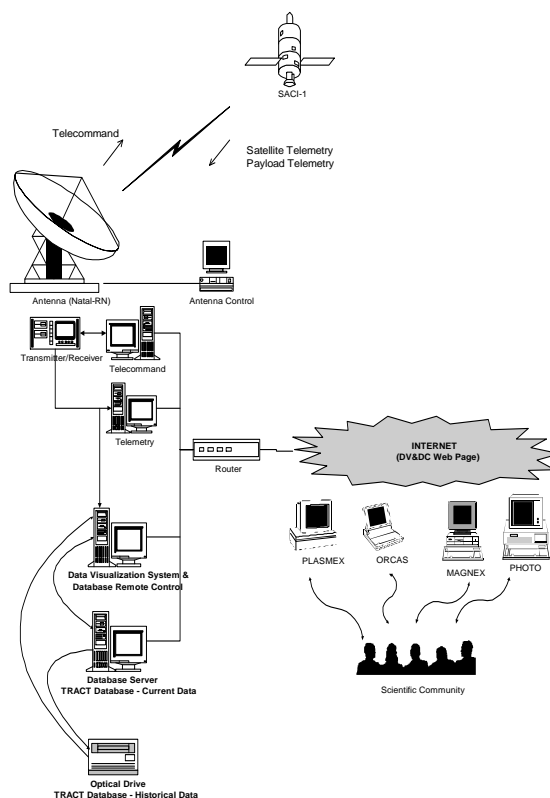 SACI-1
Telecommand
Satellite Telemetry
Payload Telemetry
Antenna (Natal-RN)
Antenna Control
Transmitter/Receiver
Telecommand
Telemetry
Router
INTERNET
(DV&DC Web Page)
PLASMEX
ORCAS
MAGNEX
PHOTO
Data Visualization System &
Database Remote Control
Database Server
TRACT Database - Current Data
Scientific Community
Optical Drive
TRACT Database - Historical Data